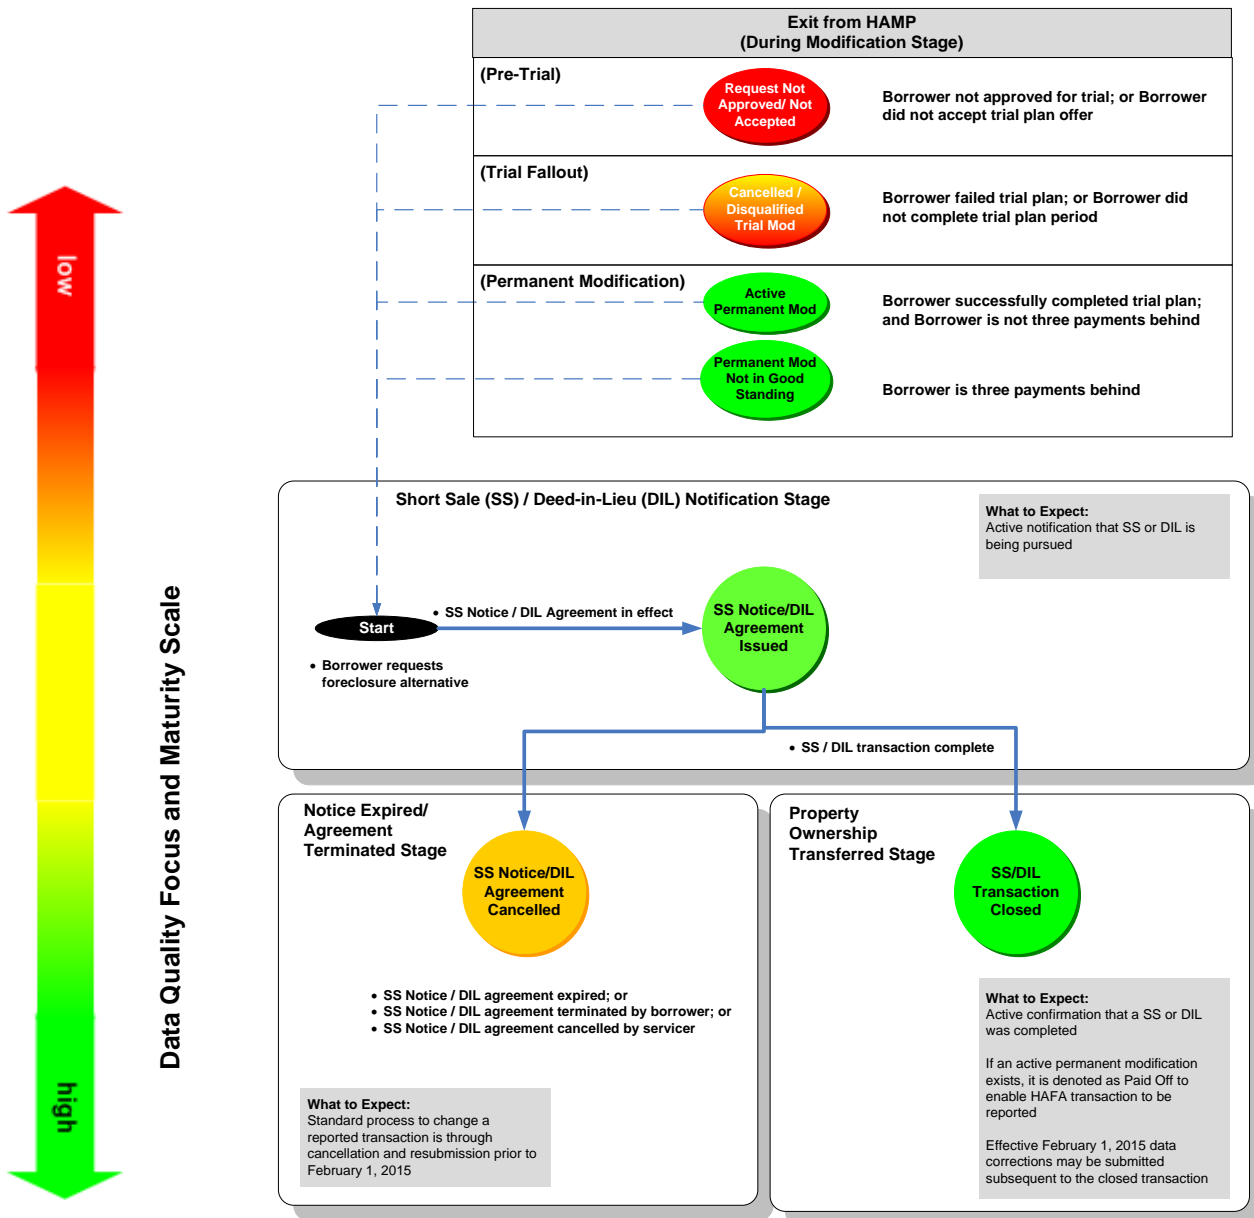 Exit from HAMP
(During Modification Stage)
(Pre-Trial)
Request Not
Approved/ Not
Accepted
Borrower not approved for trial; or Borrower
did not accept trial plan offer
(Trial Fallout)
Cancelled /
Disqualified
Trial Mod
Borrower failed trial plan; or Borrower did
not complete trial plan period
(Permanent Modification)
Active
Permanent Mod
Borrower successfully completed trial plan;
and Borrower is not three payments behind
Permanent Mod
Not in Good
Standing
Borrower is three payments behind
low
high
Data Quality Focus and Maturity Scale
Short Sale (SS) / Deed-in-Lieu (DIL) Notification Stage
What to Expect:
Active notification that SS or DIL is
being pursued
Start
• SS Notice / DIL Agreement in effect
SS Notice/DIL
Agreement
Issued
• Borrower requests
foreclosure alternative
• SS / DIL transaction complete
Notice Expired/
Agreement
Terminated Stage
SS Notice/DIL
Agreement
Cancelled
• SS Notice / DIL agreement expired; or
• SS Notice / DIL agreement terminated by borrower; or
• SS Notice / DIL agreement cancelled by servicer
What to Expect:
Standard process to change a
reported transaction is through
cancellation and resubmission prior to
February 1, 2015
Property
Ownership
Transferred Stage
SS/DIL
Transaction
Closed
What to Expect:
Active confirmation that a SS or DIL
was completed
If an active permanent modification
exists, it is denoted as Paid Off to
enable HAFA transaction to be
reported
Effective February 1, 2015 data
corrections may be submitted
subsequent to the closed transaction